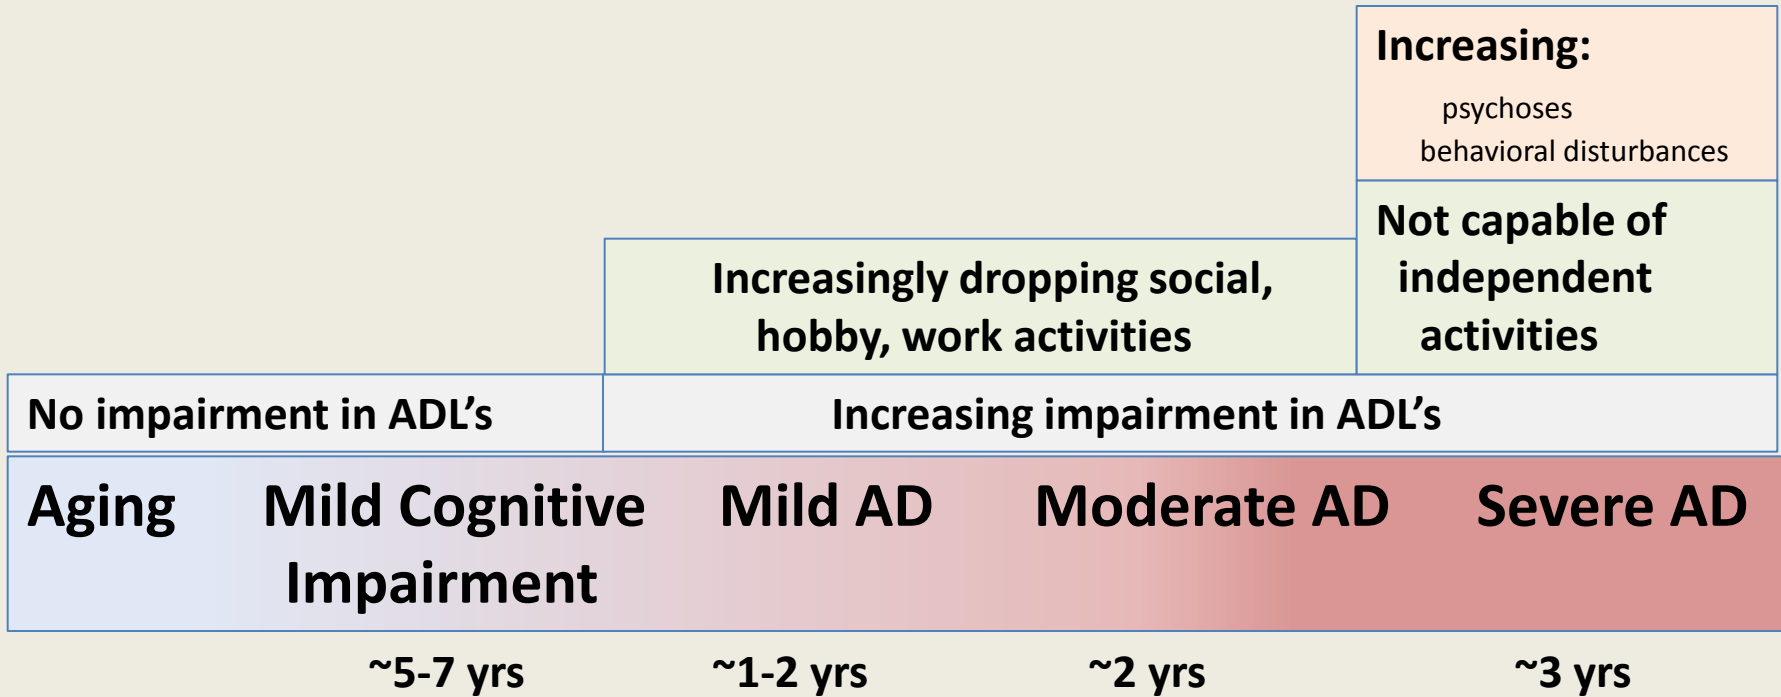 Increasing:
psychoses
behavioral disturbances
Not capable of
independent
activities
Increasingly dropping social,
hobby, work activities
No impairment in ADL’s
Increasing impairment in ADL’s
Aging
Mild Cognitive
Impairment
Mild AD
Moderate AD
Severe AD
~5-7 yrs
~1-2 yrs
~2 yrs
~3 yrs